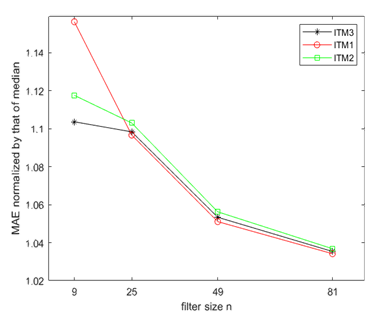 MAE normalized by that of median
1.14
1.12
1.1
1.08
1.06
1.04
1.02
ITM3
ITM1
ITM2
9 25 49 81
filter size n